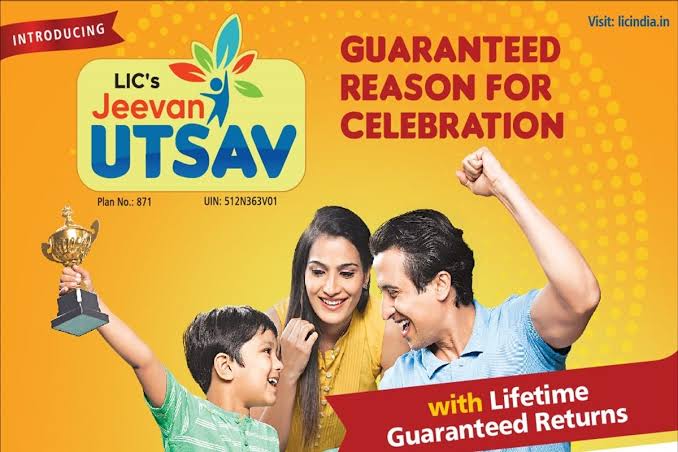 INTRODUCING
Visit: licindia.in
LIC's
Jeevan
UTSAV
Plan No.: 871 UIN: 512N363V01
GUARANTEED
REASON FOR
CELEBRATION
with Lifetime
Guaranteed Returns